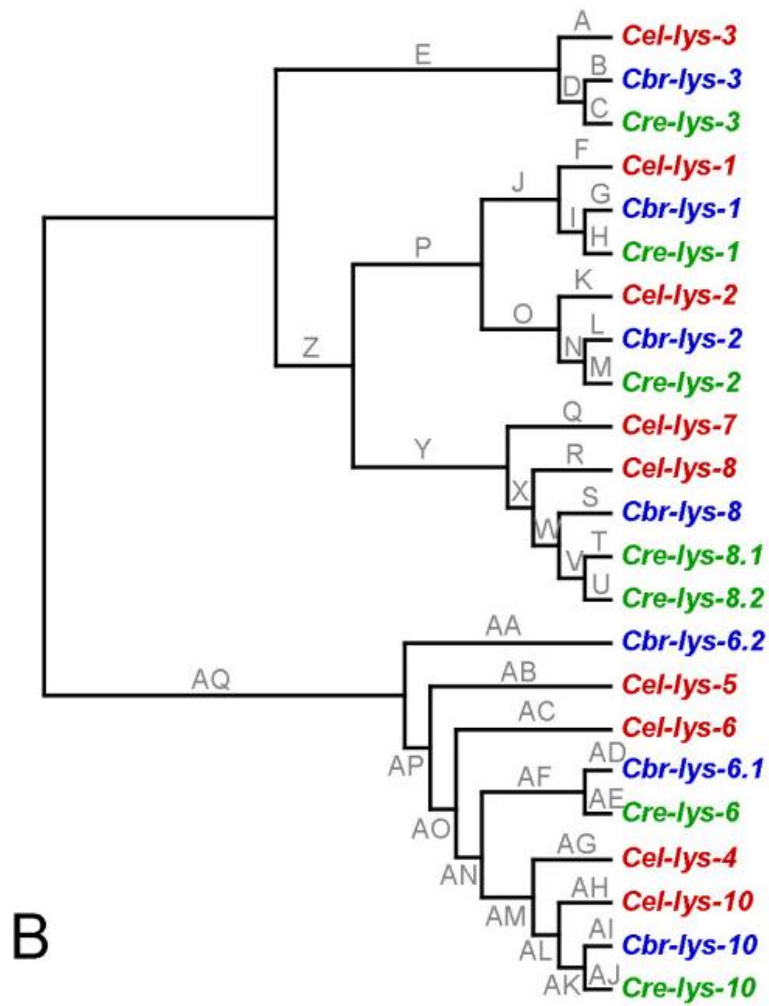 A
Cel-lys-3
E
B
Cbr-lys-3
D
C
Cre-lys-3
F
Cel-lys-1
J
G
Cbr-lys-1
I
H
Cre-lys-1
P
K
Cel-lys-2
O
L
Cbr-lys-2
N
M
Cre-lys-2
Z
Q
Cel-lys-7
Y
R
Cel-lys-8
X
S
Cbr-lys-8
W
T
Cre-lys-8.1
V
U
Cre-lys-8.2
AA
Cbr-lys-6.2
AQ
AB
Cel-lys-5
AC
Cel-lys-6
AP
AD
Cbr-lys-6.1
AF
AE
Cre-lys-6
AO
AG
Cel-lys-4
AN
AH
Cel-lys-10
AM
AI
Cbr-lys-10
AL
AJ
Cre-lys-10
AK
B